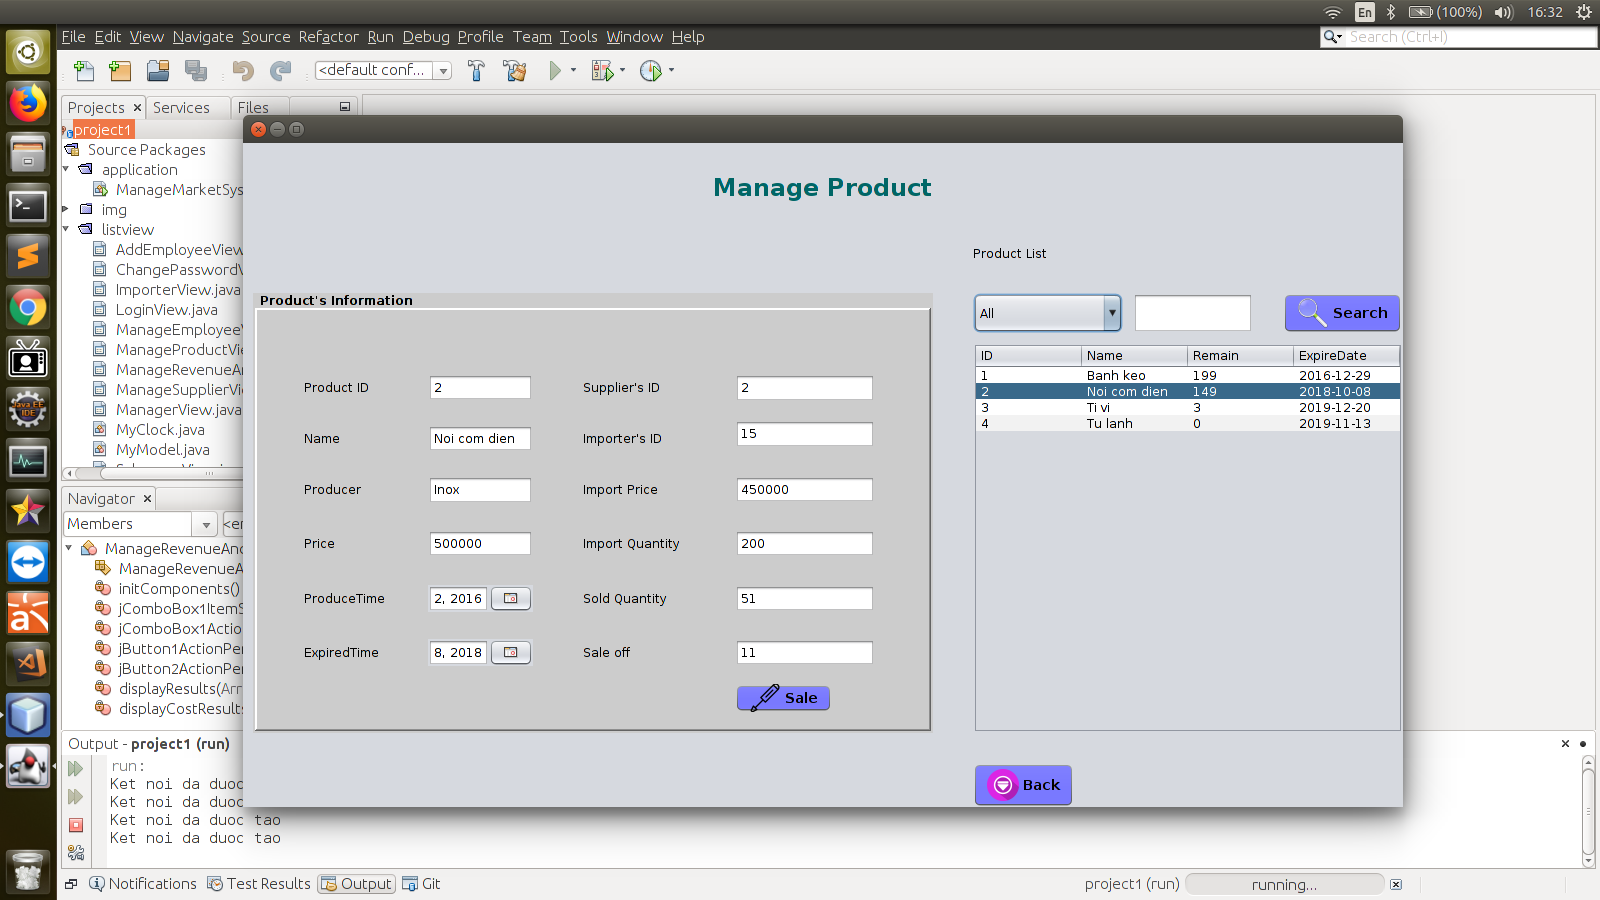 En (100%) 16:32
File Edit View Navigate Source Refactor Run Debug Profile Team Tools Window Help
Search (Ctrl+I)
<default conf...
Projects Services Files
project1
Source Packages
application
ManageMarketSys
img
listview
AddEmployeeView
ChangePasswordV
ImporterView.java
LoginView.java
ManageEmployeeV
ManageProductVie
ManageRevenueAn
ManageSupplierVi
ManagerView.java
MyClock.java
MyModel.java
Navigator
Members <en
ManageRevenueAnd
ManageRevenueA
initComponents()
jComboBox1ItemS
jComboBox1Action
jButton1ActionPer
jButton2ActionPer
displayResults(Arr
displayCostResults
Manage Product
Product's Information
Product ID 2 Supplier's ID 2
Name Noi com dien Importer's ID 15
Producer Inox Import Price 450000
Price 500000 Import Quantity 200
ProduceTime 2, 2016 Sold Quantity 51
ExpiredTime 8, 2018 Sale off 11
Sale
Product List
All Search
ID Name Remain ExpireDate
1 Banh keo 199 2016-12-29
2 Noi com dien 149 2018-10-08
3 Ti vi 3 2019-12-20
4 Tu lanh 0 2019-11-13
Back
Output - project1 (run)
run:
Ket noi da duoc
Ket noi da duoc
Ket noi da duoc tao
Ket noi da duoc tao
Notifications Test Results Output Git
project1 (run) running...